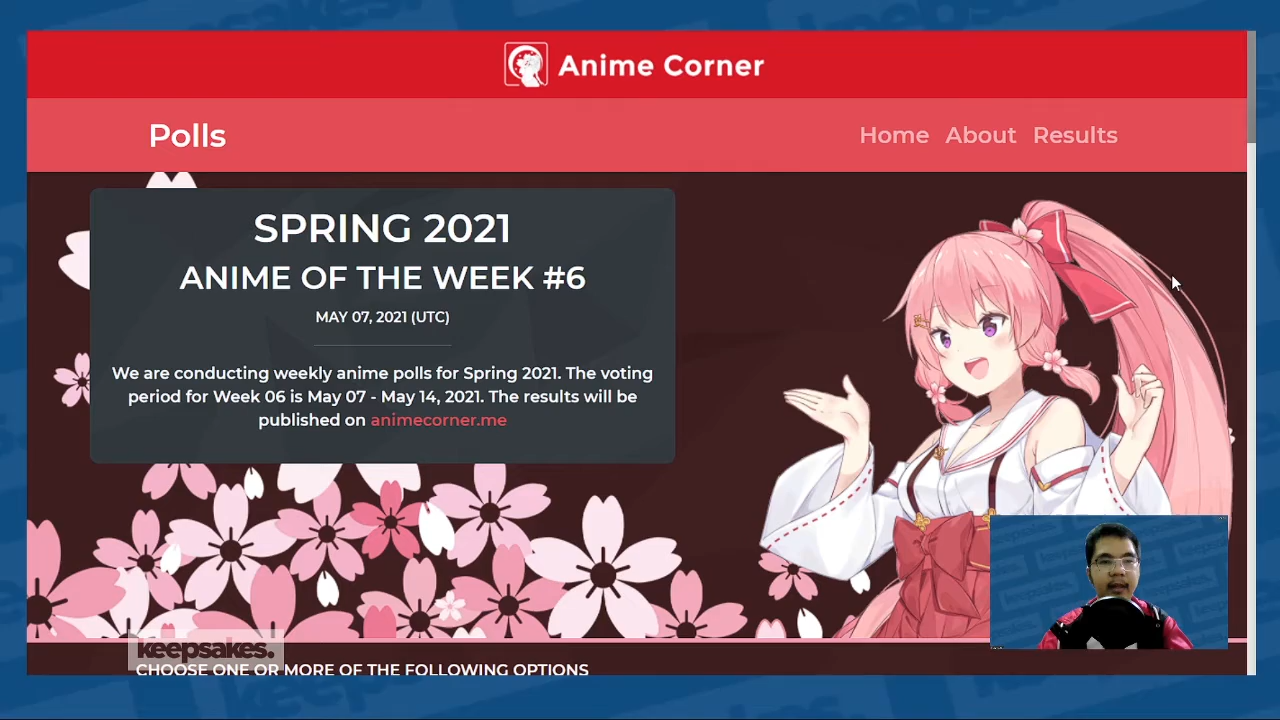 Anime Corner
Polls
Home About Results
SPRING 2021
ANIME OF THE WEEK #6
MAY 07, 2021 (UTC)
We are conducting weekly anime polls for Spring 2021. The voting
period for Week 06 is May 07 - May 14, 2021. The results will be
published on animecorner.me
keepsakes.
CHOOSE ONE OR MORE OF THE FOLLOWING OPTIONS